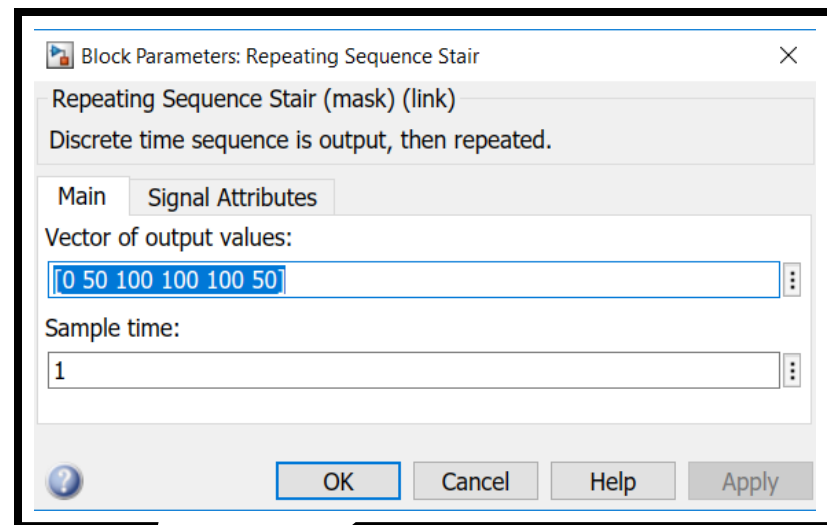 Block Parameters: Repeating Sequence Stair
Repeating Sequence Stair (mask) (link)
Discrete time sequence is output, then repeated.
Main Signal Attributes
Vector of output values:
[0 50 100 100 100 50]
Sample time:
1
OK Cancel Help Apply